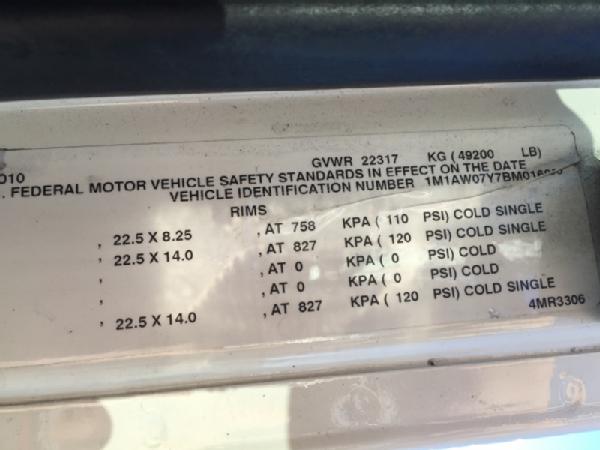 010 GVWR 22317 KG ( 49200 LB)
. FEDERAL MOTOR VEHICLE SAFETY STANDARDS IN EFFECT ON THE DATE
VEHICLE IDENTIFICATION NUMBER
RIMS
, 22.5 X 8.25 , AT 758 KPA ( 110 PSI) COLD SINGLE
, 22.5 X 14.0 , AT 827 KPA ( 120 PSI) COLD SINGLE
, , AT 0 KPA ( 0 PSI) COLD
, , AT 0 KPA ( 0 PSI) COLD
, 22.5 X 14.0 , AT 827 KPA ( 120 PSI) COLD SINGLE
4MR3306